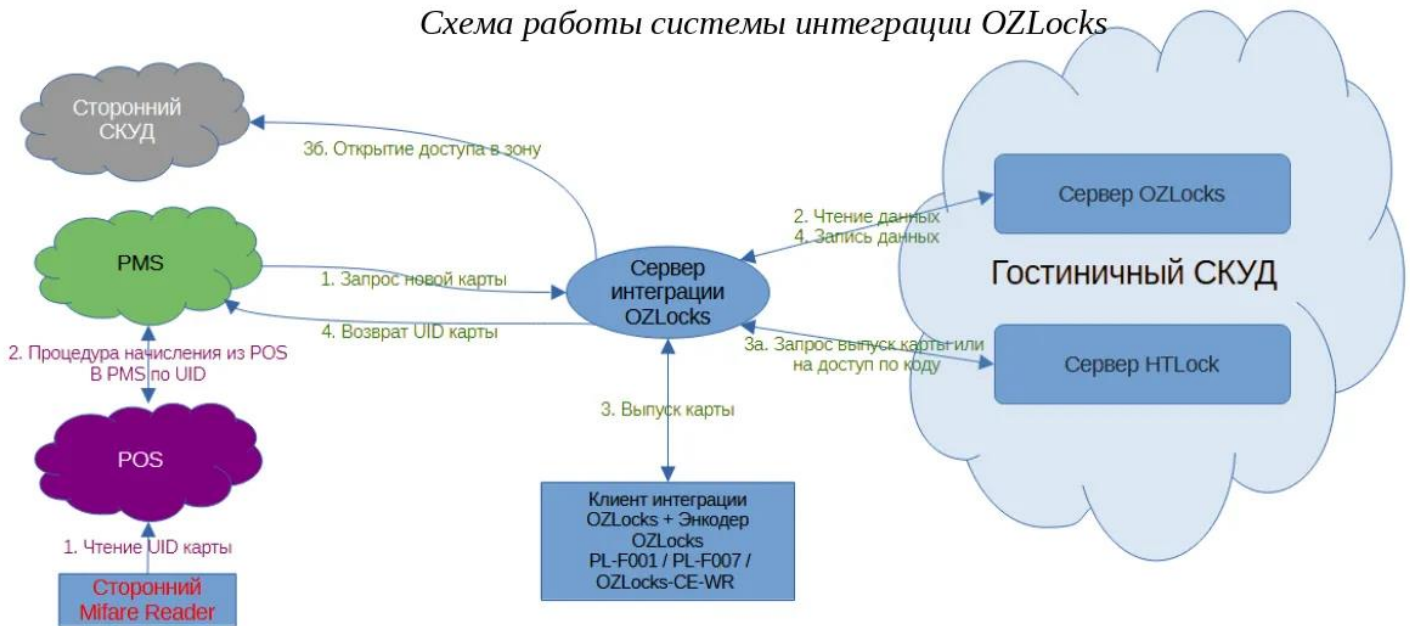 Схема работы системы интеграции OZLocks
Сторонний
СКУД
3б. Открытие доступа в зону
Сервер OZLocks
2. Чтение данных
4. Запись данных
PMS
Сервер
интеграции
OZLocks
Гостиничный СКУД
1. Запрос новой карты
4. Возврат UID карты
3а. Запрос выпуск карты или
на доступ по коду
Сервер HTLock
2. Процедура начисления из POS
В PMS по UID
3. Выпуск карты
POS
Клиент интеграции
OZLocks + Энкодер
OZLocks
PL-F001 / PL-F007 /
OZLocks-CE-WR
1. Чтение UID карты
Сторонний
Mifare Reader